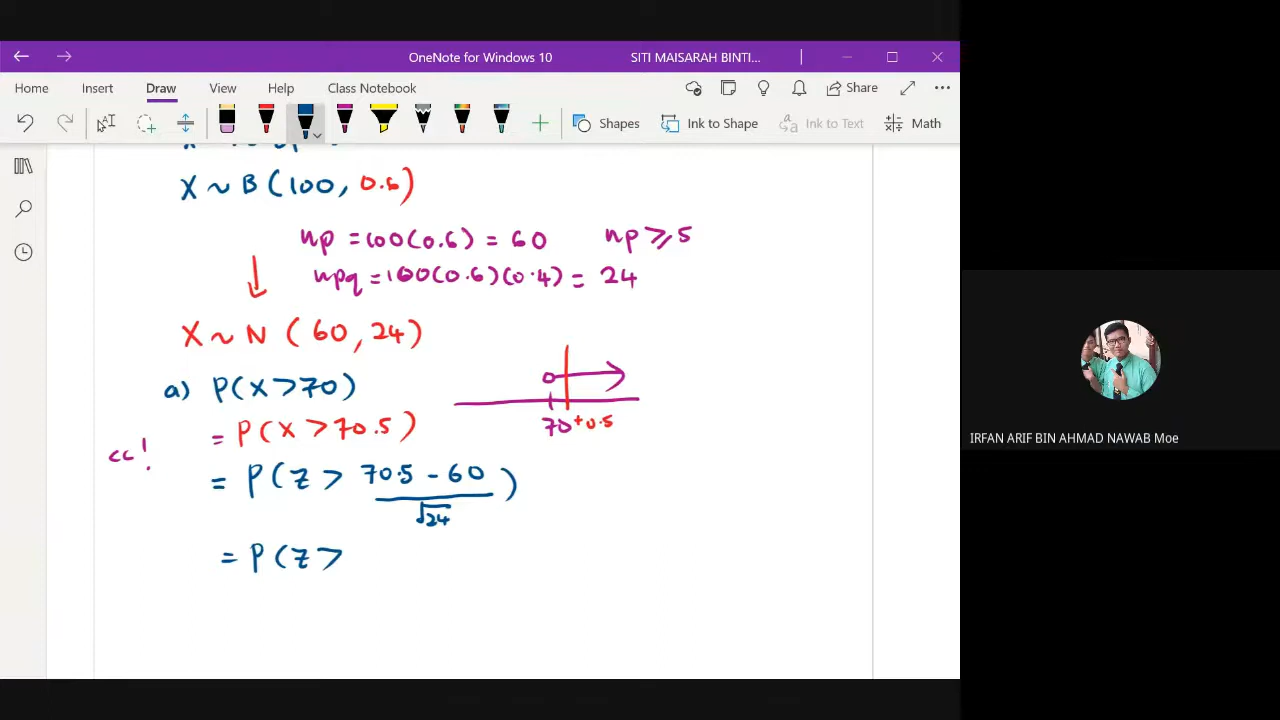 OneNote for Windows 10 SITI MAISARAH BINTI...
Home Insert Draw View Help Class Notebook Share
Shapes Ink to Shape Ink to Text Math
X ~ B (100, 0.6)
np = 100(0.6) = 60 np ≥ 5
npq = 100(0.6)(0.4) = 24
X ~ N (60, 24)
a) P(X > 70)
70 +0.5
= P(X > 70.5)
cc!
= P(Z > 70.5 - 60 )
√24
= P(Z >
IRFAN ARIF BIN AHMAD NAWAB Moe